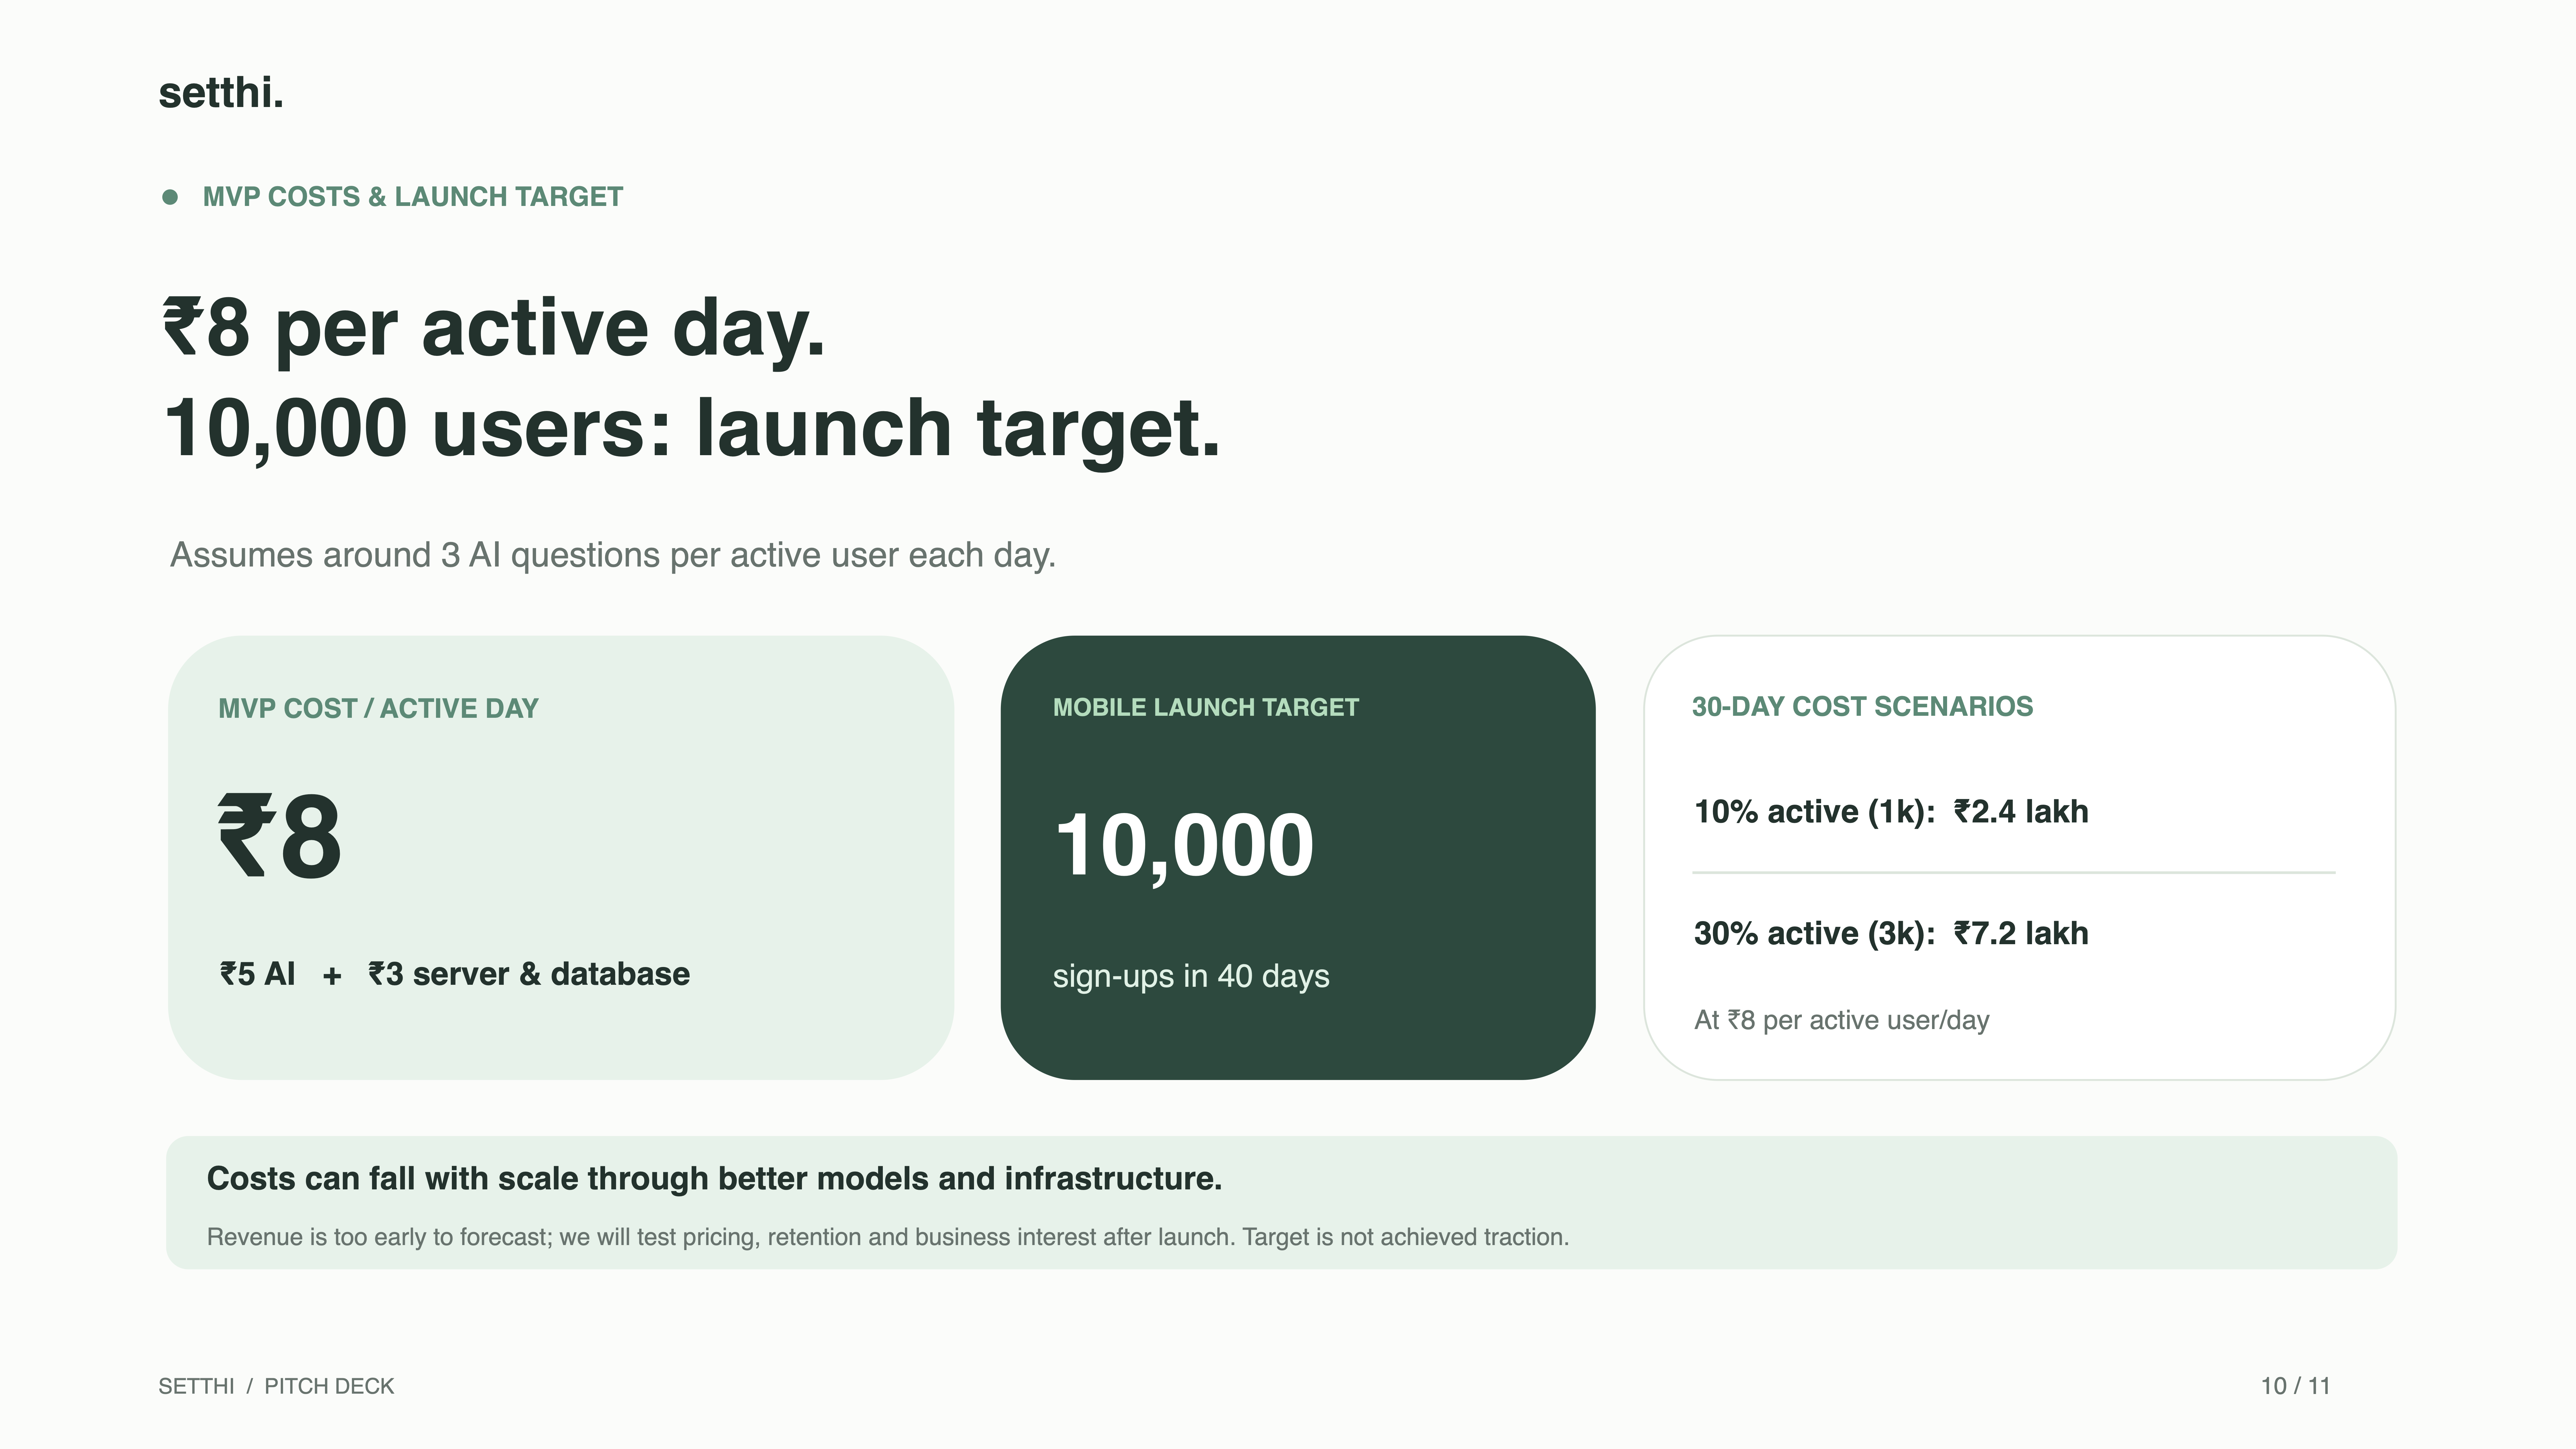 setthi.
MVP COSTS & LAUNCH TARGET
₹8 per active day.
10,000 users: launch target.
Assumes around 3 AI questions per active user each day.
MVP COST / ACTIVE DAY
₹8
₹5 AI + ₹3 server & database
MOBILE LAUNCH TARGET
10,000
sign-ups in 40 days
30-DAY COST SCENARIOS
10% active (1k): ₹2.4 lakh
30% active (3k): ₹7.2 lakh
At ₹8 per active user/day
Costs can fall with scale through better models and infrastructure.
Revenue is too early to forecast; we will test pricing, retention and business interest after launch. Target is not achieved traction.
SETTHI / PITCH DECK
10 / 11